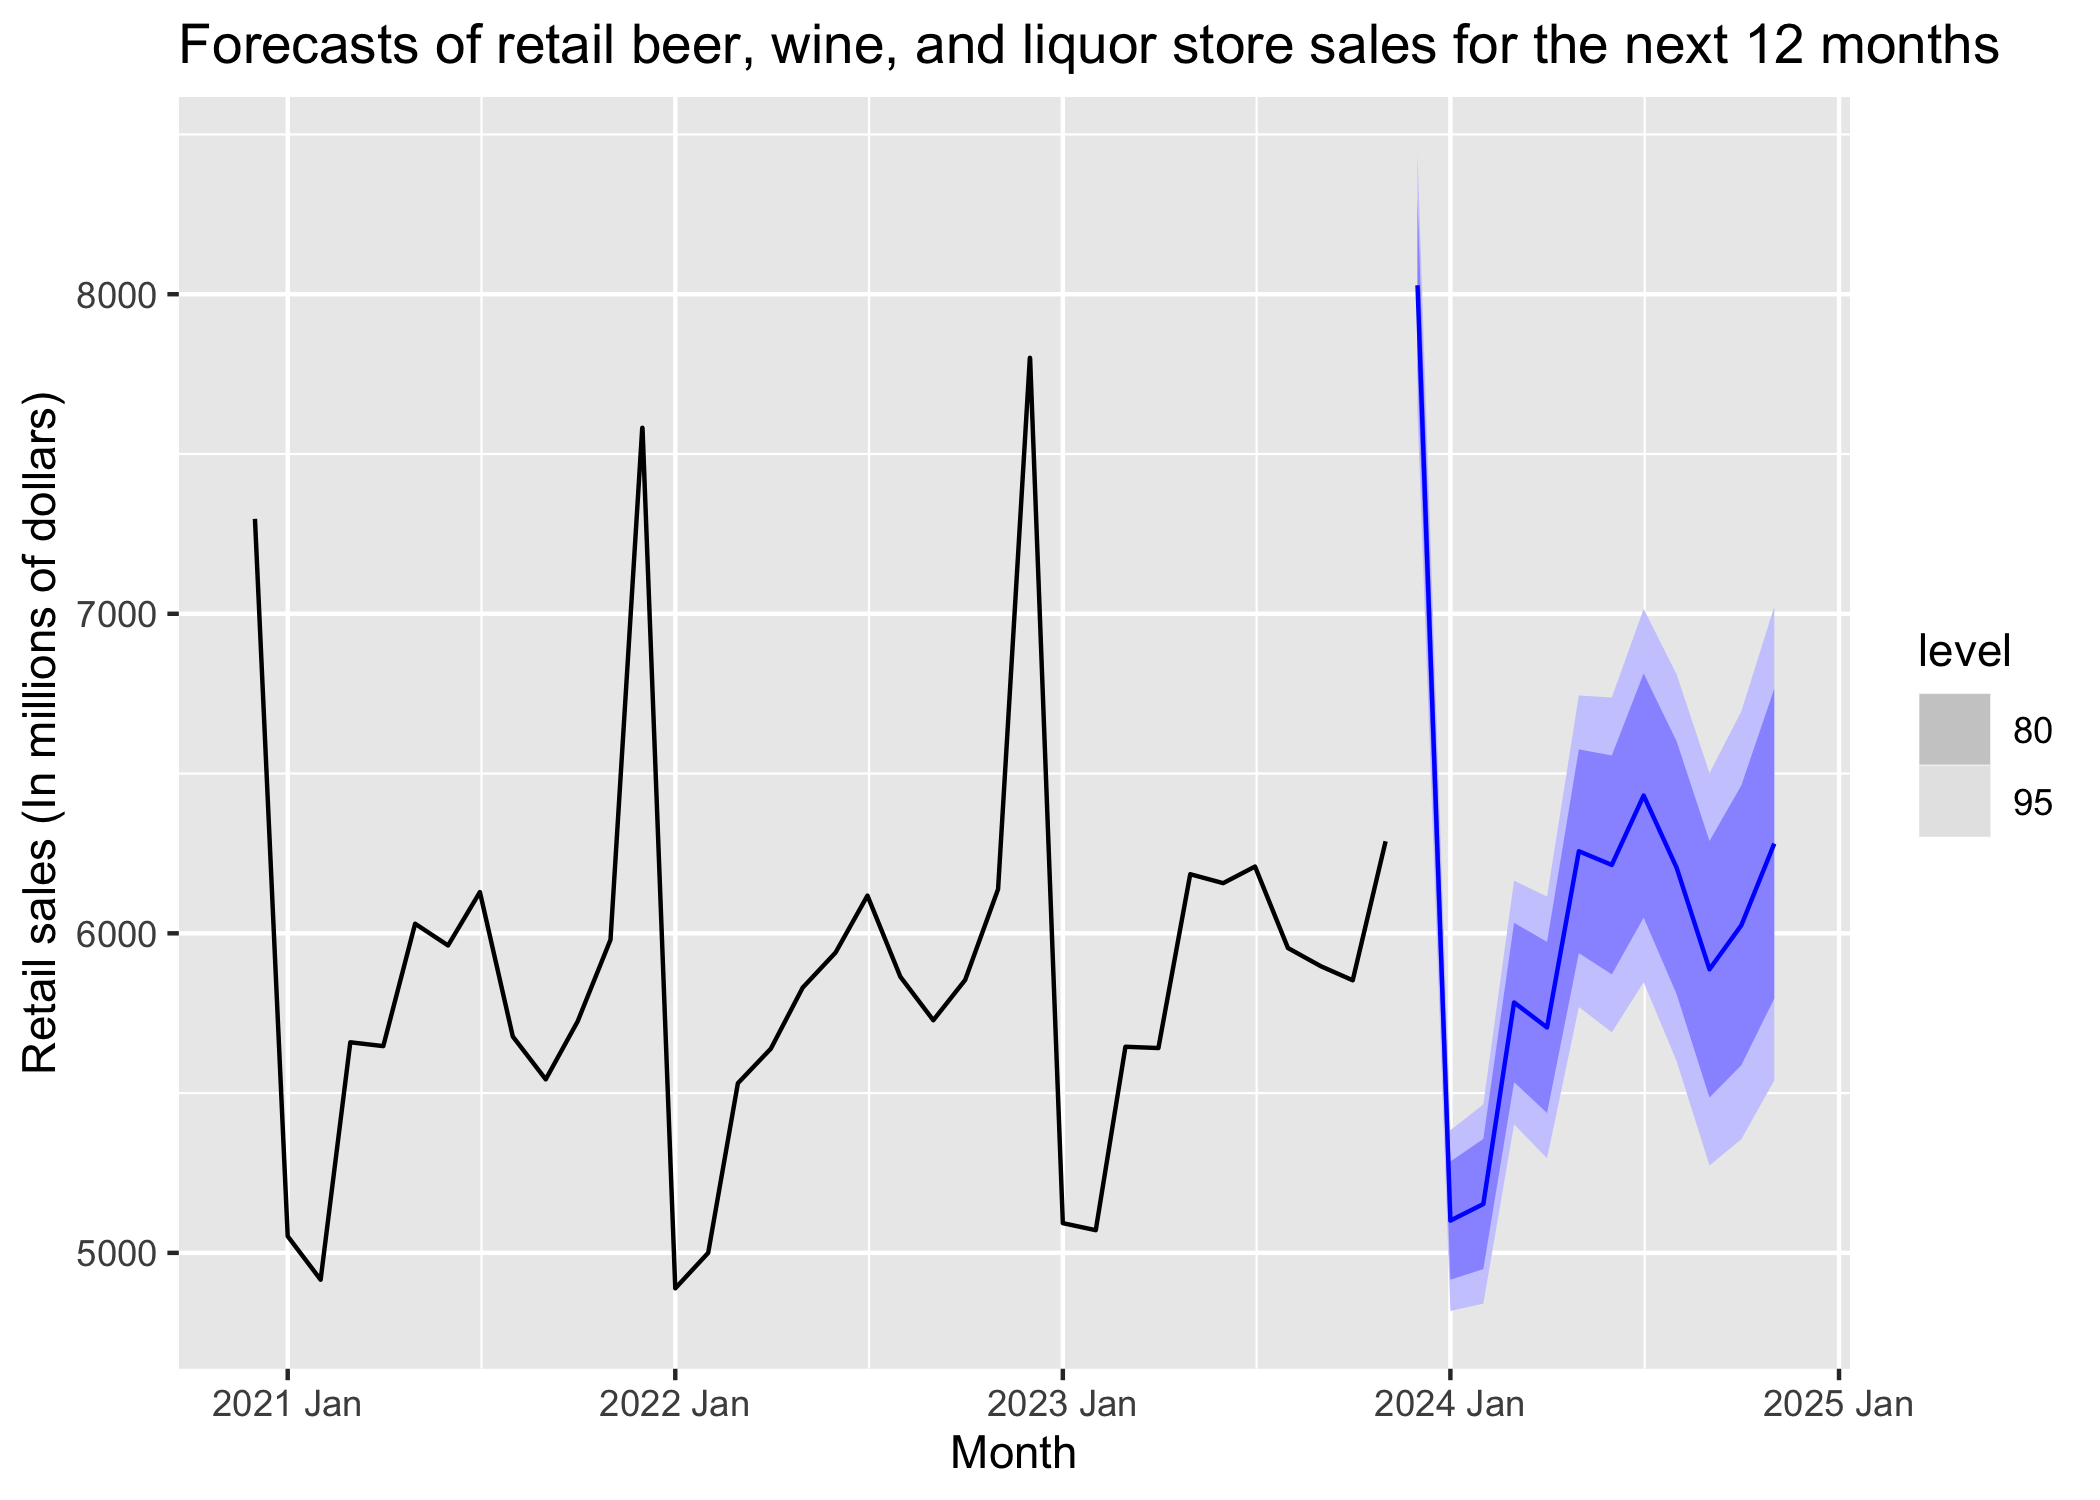 Forecasts of retail beer, wine, and liquor store sales for the next 12 months
Retail sales (In millions of dollars)
8000
7000
6000
5000
2021 Jan
2022 Jan
2023 Jan
2024 Jan
2025 Jan
Month
level
80
95